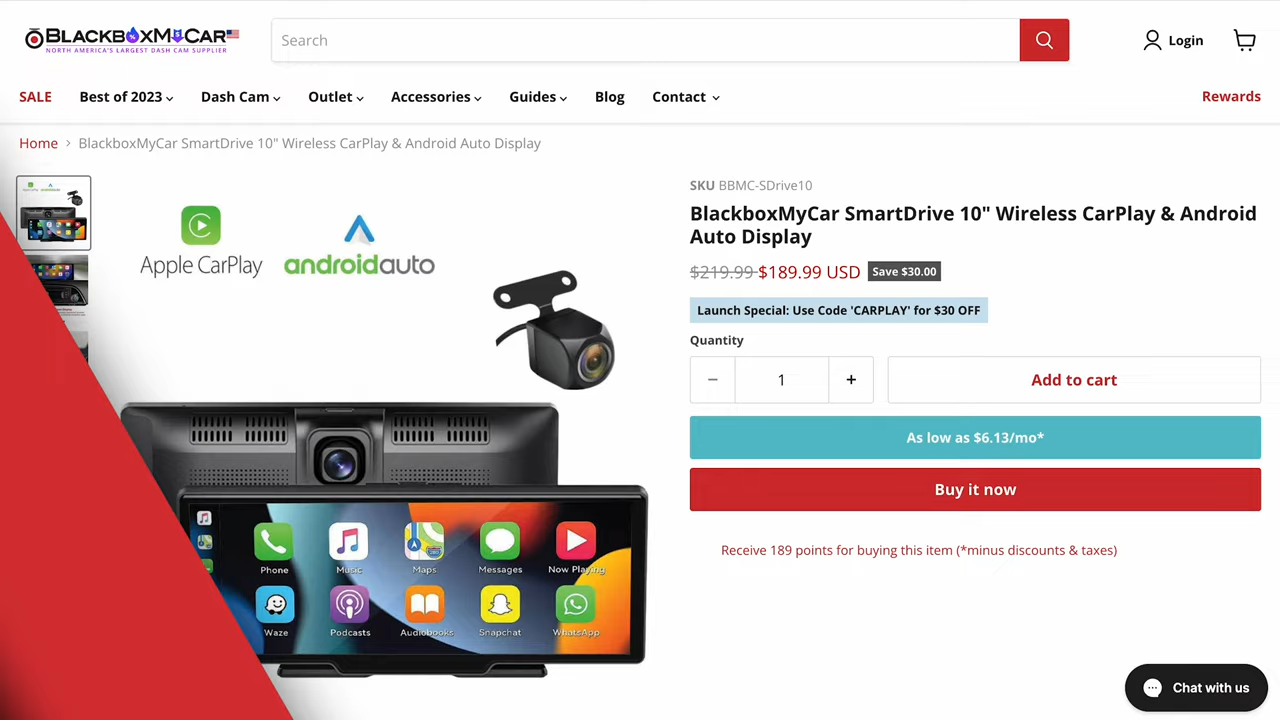 BLACKBOXMYCAR
NORTH AMERICA'S LARGEST DASH CAM SUPPLIER
Search
Login
SALE
Best of 2023
Dash Cam
Outlet
Accessories
Guides
Blog
Contact
Rewards
Home > BlackboxMyCar SmartDrive 10" Wireless CarPlay & Android Auto Display
Apple CarPlay
androidauto
Phone
Music
Maps
Messages
Now Playing
Waze
Podcasts
Audiobooks
Snapchat
WhatsApp
SKU BBMC-SDrive10
BlackboxMyCar SmartDrive 10" Wireless CarPlay & Android
Auto Display
$219.99 $189.99 USD Save $30.00
Launch Special: Use Code 'CARPLAY' for $30 OFF
Quantity
− 1 +
Add to cart
As low as $6.13/mo*
Buy it now
Receive 189 points for buying this item (*minus discounts & taxes)
Chat with us